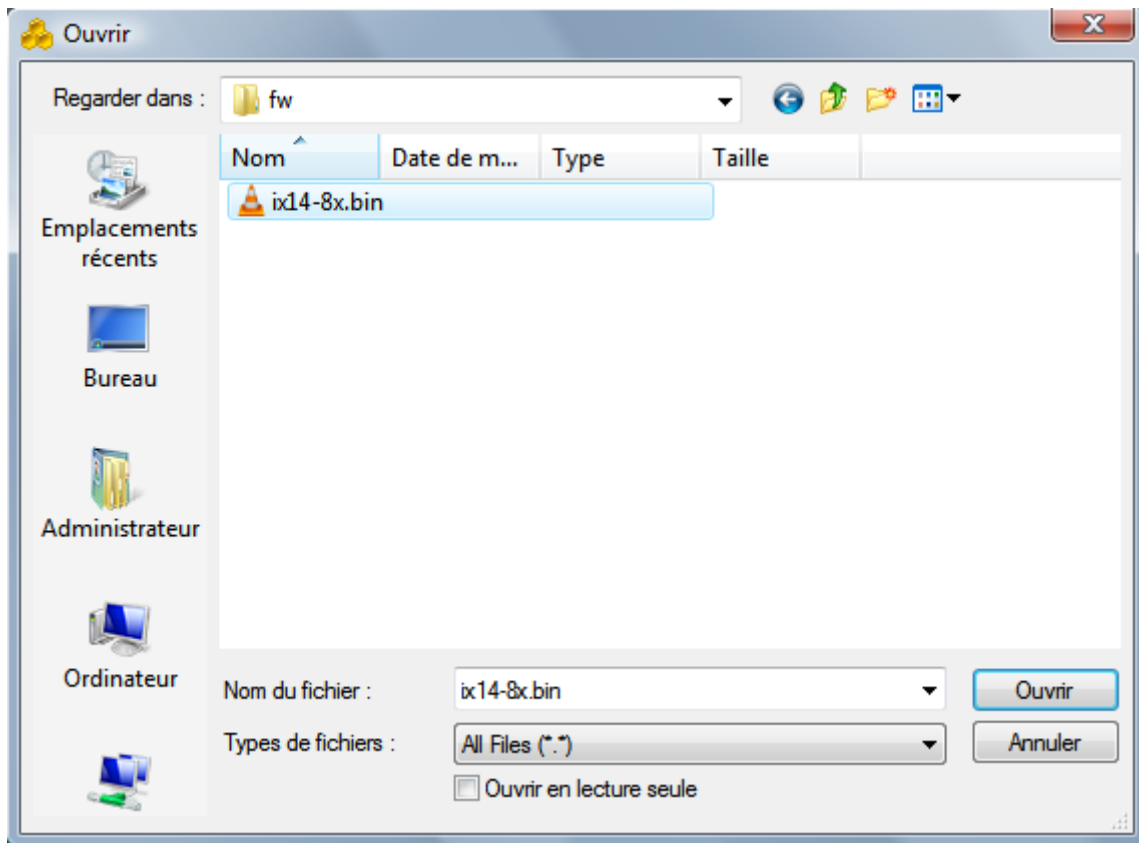 Ouvrir
Regarder dans :
fw
Nom
Date de m...
Type
Taille
ix14-8x.bin
Emplacements
récents
Bureau
Administrateur
Ordinateur
Nom du fichier :
ix14-8x.bin
Ouvrir
Types de fichiers :
All Files (*.*)
Annuler
Ouvrir en lecture seule